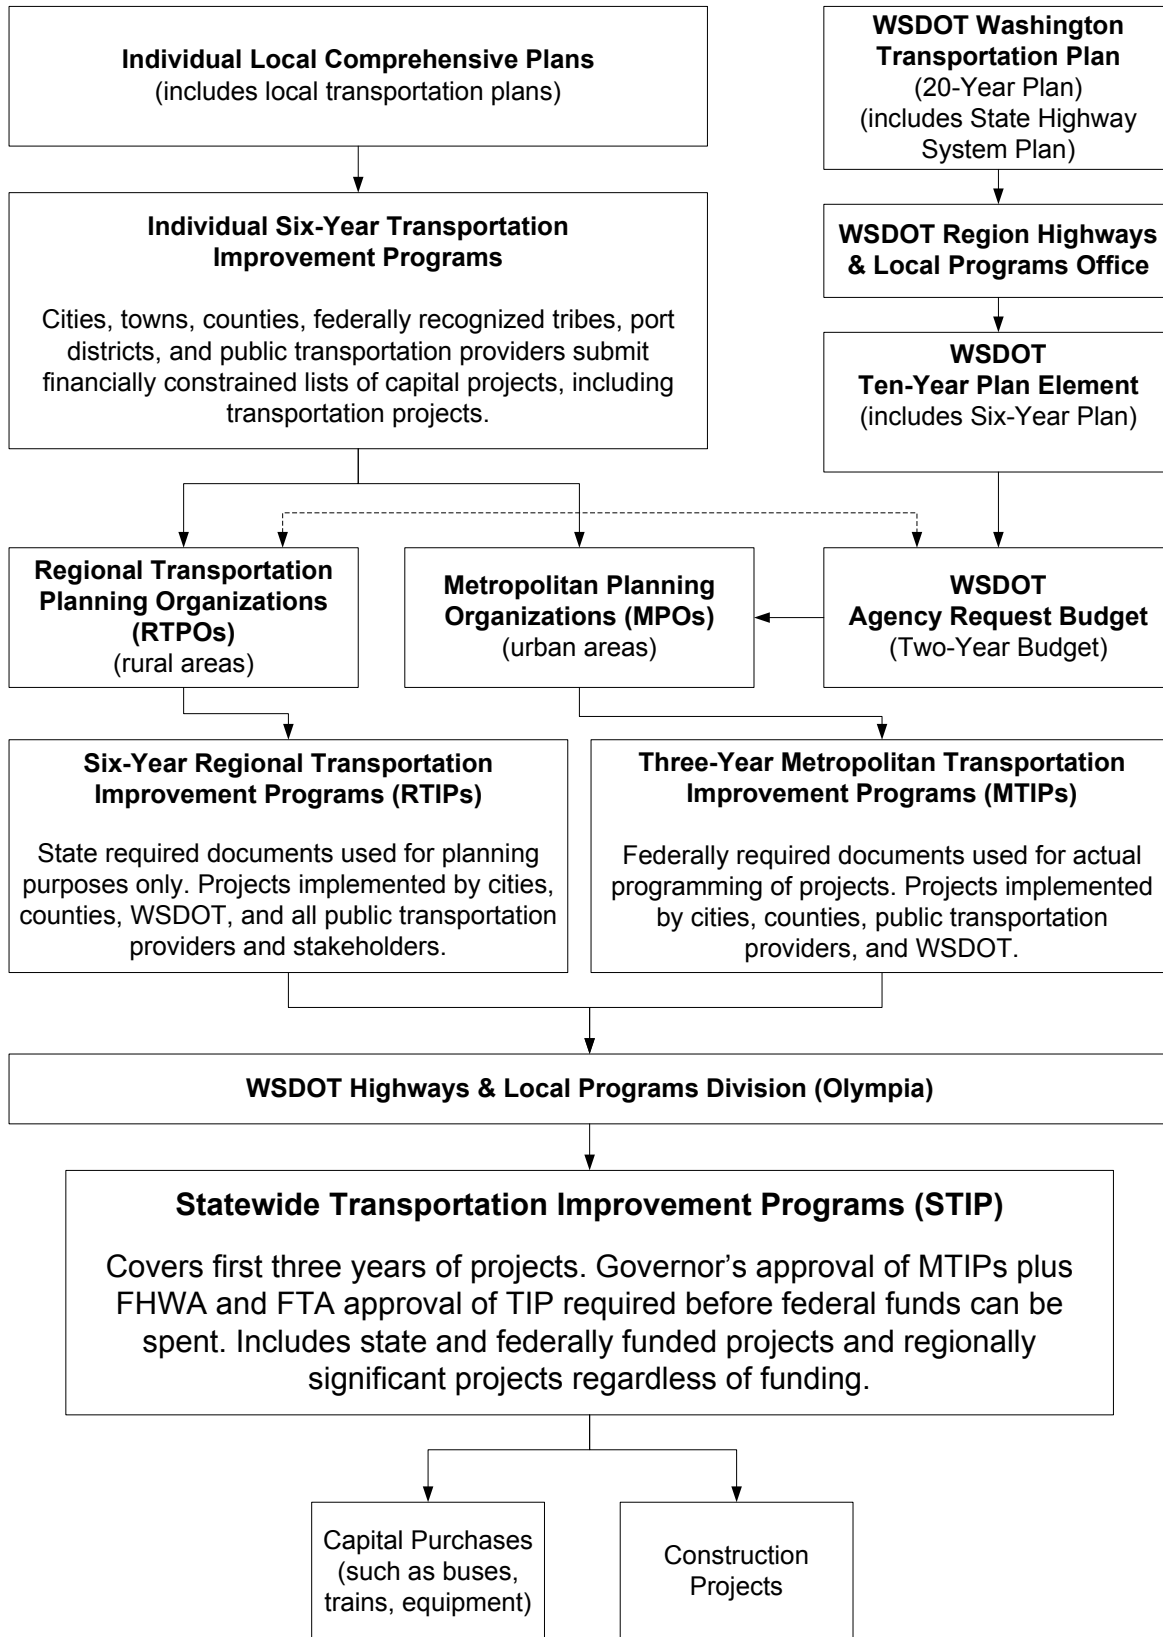 Individual Local Comprehensive Plans
(includes local transportation plans)
WSDOT Washington
Transportation Plan
(20-Year Plan)
(includes State Highway
System Plan)
Individual Six-Year Transportation
Improvement Programs
Cities, towns, counties, federally recognized tribes, port
districts, and public transportation providers submit
financially constrained lists of capital projects, including
transportation projects.
WSDOT Region Highways
& Local Programs Office
WSDOT
Ten-Year Plan Element
(includes Six-Year Plan)
Regional Transportation
Planning Organizations
(RTPOs)
(rural areas)
Metropolitan Planning
Organizations (MPOs)
(urban areas)
WSDOT
Agency Request Budget
(Two-Year Budget)
Six-Year Regional Transportation
Improvement Programs (RTIPs)
State required documents used for planning
purposes only. Projects implemented by cities,
counties, WSDOT, and all public transportation
providers and stakeholders.
Three-Year Metropolitan Transportation
Improvement Programs (MTIPs)
Federally required documents used for actual
programming of projects. Projects implemented
by cities, counties, public transportation
providers, and WSDOT.
WSDOT Highways & Local Programs Division (Olympia)
Statewide Transportation Improvement Programs (STIP)
Covers first three years of projects. Governor’s approval of MTIPs plus
FHWA and FTA approval of TIP required before federal funds can be
spent. Includes state and federally funded projects and regionally
significant projects regardless of funding.
Capital Purchases
(such as buses,
trains, equipment)
Construction
Projects